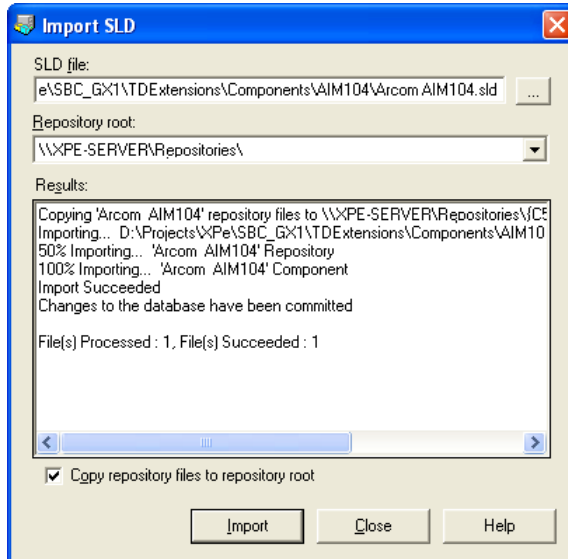 Import SLD
SLD file:
e\SBC_GX1\TDExtensions\Components\AIM104\Arcom AIM104.sld
...
Repository root:
\\XPE-SERVER\Repositories\
Results:
Copying 'Arcom AIM104' repository files to \\XPE-SERVER\Repositories\{C5
Importing... D:\Projects\XPe\SBC_GX1\TDExtensions\Components\AIM10
50% Importing... 'Arcom AIM104' Repository
100% Importing... 'Arcom AIM104' Component
Import Succeeded
Changes to the database have been committed
File(s) Processed : 1, File(s) Succeeded : 1
Copy repository files to repository root
Import
Close
Help